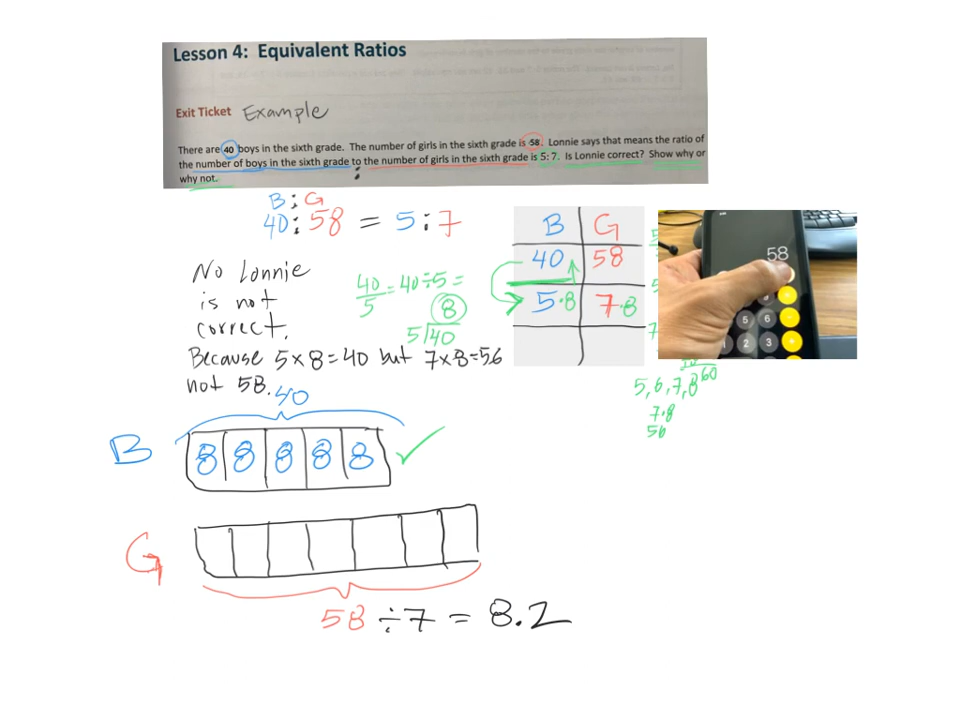 Lesson 4: Equivalent Ratios
Exit Ticket Example
There are 40 boys in the sixth grade. The number of girls in the sixth grade is 58. Lonnie says that means the ratio of
the number of boys in the sixth grade to the number of girls in the sixth grade is 5:7. Is Lonnie correct? Show why or
why not.
:
B:G
40:58 = 5:7
No Lonnie
is not
correct.
Because 5×8=40 but 7×8=56
not 58.
40/5 = 40÷5=
8
5)40
B G
40 58
5·8 7·8
58
5 6
2 3
60
5,6,7,8
7·8
56
40
B 8 8 8 8 8 ✓
G
58 ÷ 7 = 8.2